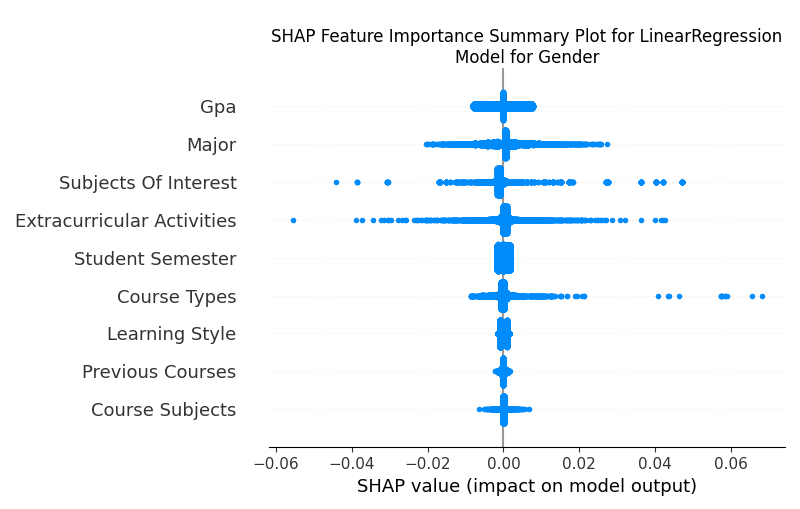 SHAP Feature Importance Summary Plot for LinearRegression
Model for Gender
Gpa
Major
Subjects Of Interest
Extracurricular Activities
Student Semester
Course Types
Learning Style
Previous Courses
Course Subjects
−0.06 −0.04 −0.02 0.00 0.02 0.04 0.06
SHAP value (impact on model output)